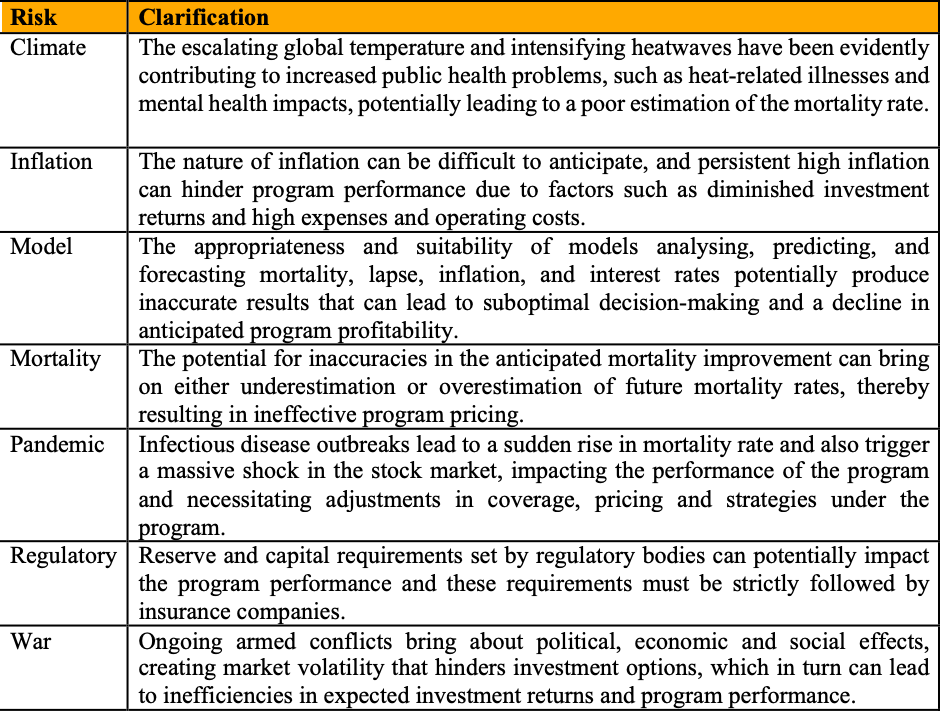 Risk Clarification
Climate The escalating global temperature and intensifying heatwaves have been evidently
contributing to increased public health problems, such as heat-related illnesses and
mental health impacts, potentially leading to a poor estimation of the mortality rate.
Inflation The nature of inflation can be difficult to anticipate, and persistent high inflation
can hinder program performance due to factors such as diminished investment
returns and high expenses and operating costs.
Model The appropriateness and suitability of models analysing, predicting, and
forecasting mortality, lapse, inflation, and interest rates potentially produce
inaccurate results that can lead to suboptimal decision-making and a decline in
anticipated program profitability.
Mortality The potential for inaccuracies in the anticipated mortality improvement can bring
on either underestimation or overestimation of future mortality rates, thereby
resulting in ineffective program pricing.
Pandemic Infectious disease outbreaks lead to a sudden rise in mortality rate and also trigger
a massive shock in the stock market, impacting the performance of the program
and necessitating adjustments in coverage, pricing and strategies under the
program.
Regulatory Reserve and capital requirements set by regulatory bodies can potentially impact
the program performance and these requirements must be strictly followed by
insurance companies.
War Ongoing armed conflicts bring about political, economic and social effects,
creating market volatility that hinders investment options, which in turn can lead
to inefficiencies in expected investment returns and program performance.